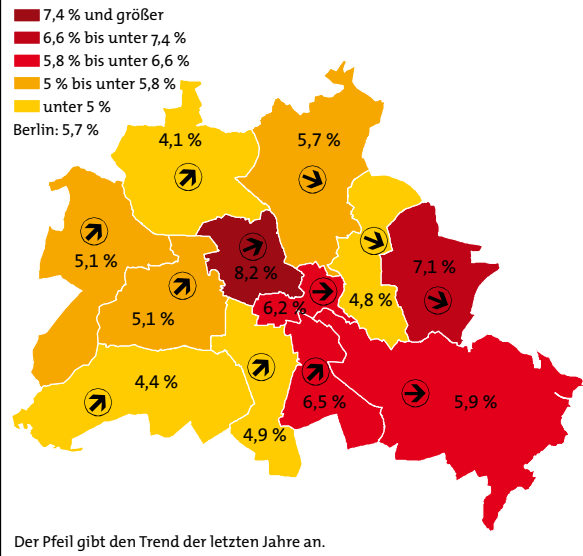 7,4 % und größer
6,6 % bis unter 7,4 %
5,8 % bis unter 6,6 %
5 % bis unter 5,8 %
unter 5 %
Berlin: 5,7 %
4,1 %
5,7 %
5,1 %
8,2 %
7,1 %
5,1 %
6,2 %
4,8 %
4,4 %
6,5 %
5,9 %
4,9 %
Der Pfeil gibt den Trend der letzten Jahre an.